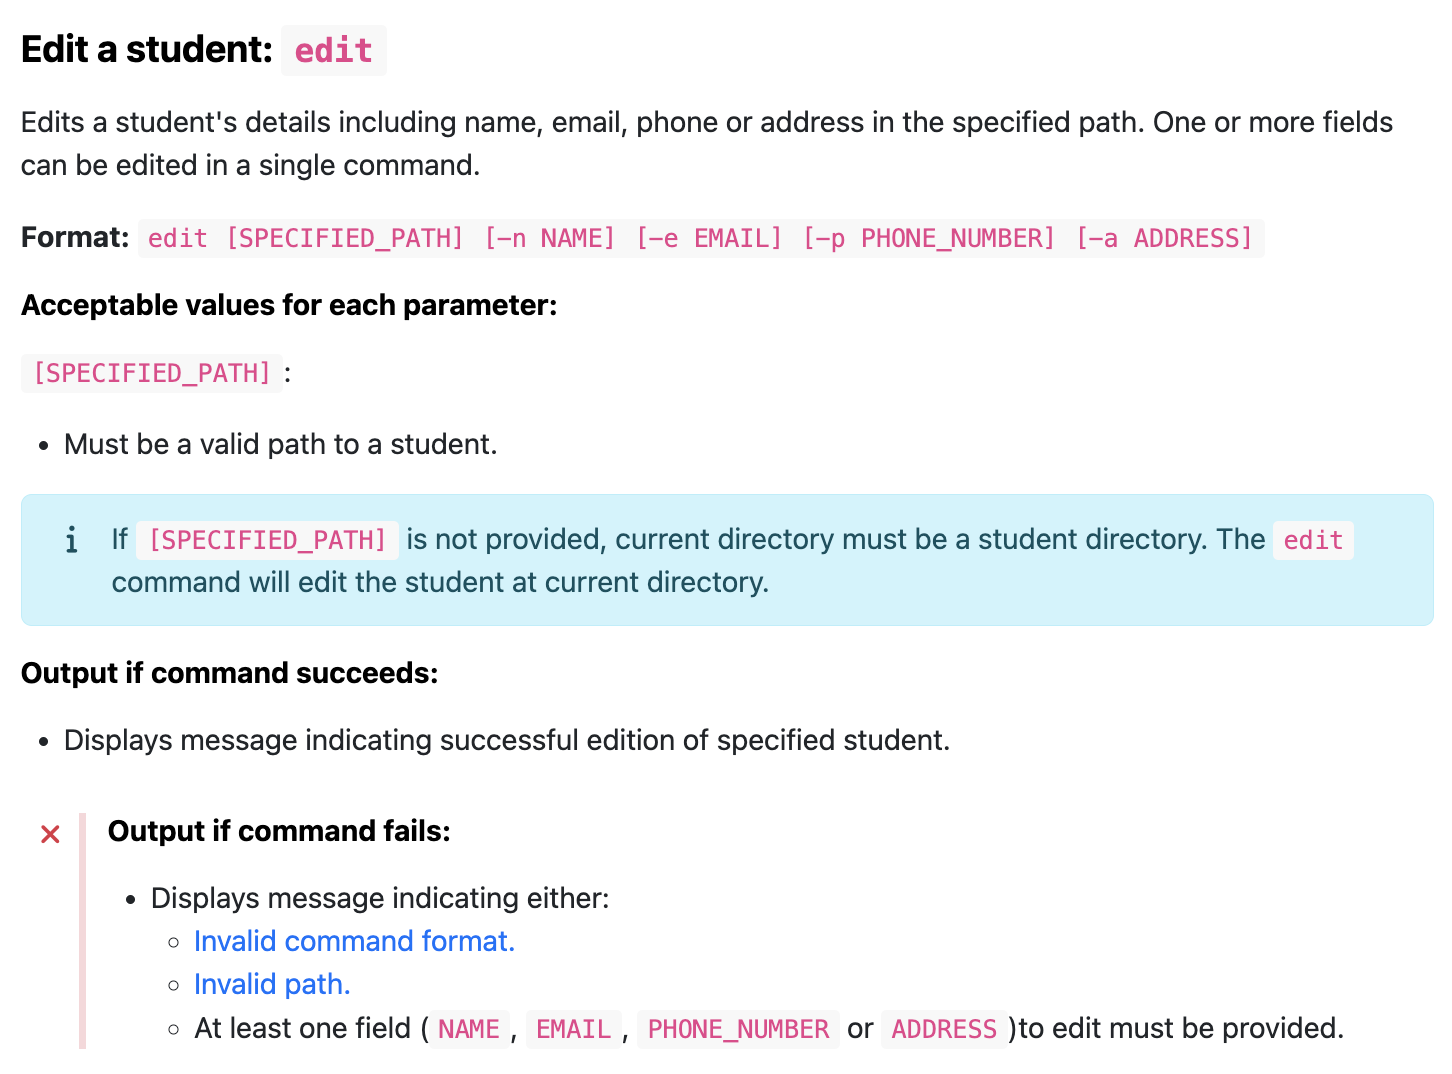 Edit a student: edit
Edits a student's details including name, email, phone or address in the specified path. One or more fields
can be edited in a single command.
Format: edit [SPECIFIED_PATH] [-n NAME] [-e EMAIL] [-p PHONE_NUMBER] [-a ADDRESS]
Acceptable values for each parameter:
[SPECIFIED_PATH]:
• Must be a valid path to a student.
i If [SPECIFIED_PATH] is not provided, current directory must be a student directory. The edit
command will edit the student at current directory.
Output if command succeeds:
• Displays message indicating successful edition of specified student.
Output if command fails:
• Displays message indicating either:
◦ Invalid command format.
◦ Invalid path.
◦ At least one field (NAME, EMAIL, PHONE_NUMBER or ADDRESS)to edit must be provided.